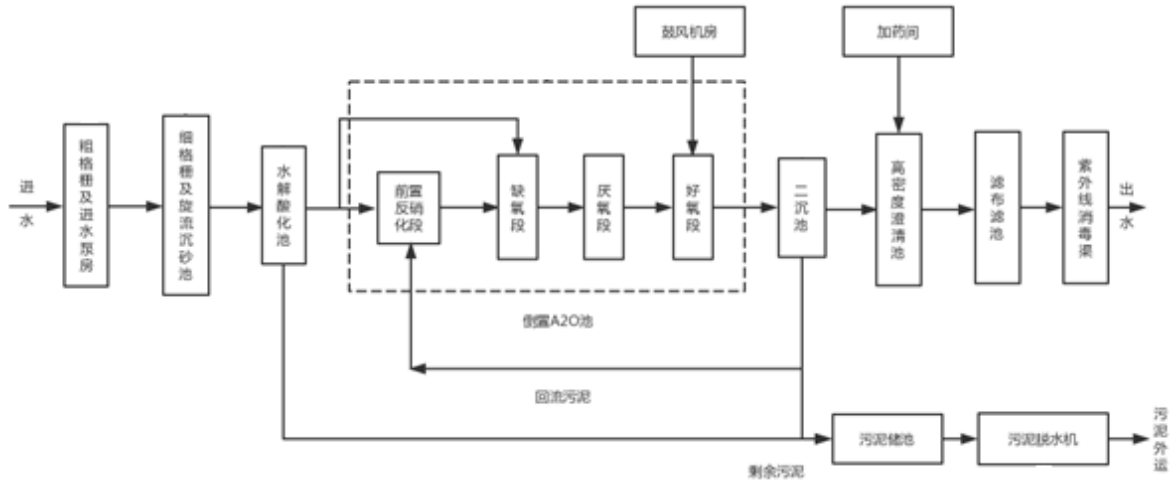 鼓风机房
加药间
进水
粗格栅及进水泵房
细格栅及旋流沉砂池
水解酸化池
前置反硝化段
缺氧段
厌氧段
好氧段
二沉池
高密度澄清池
滤布滤池
紫外线消毒渠
出水
倒置A2O池
回流污泥
污泥储池
污泥脱水机
污泥外运
剩余污泥